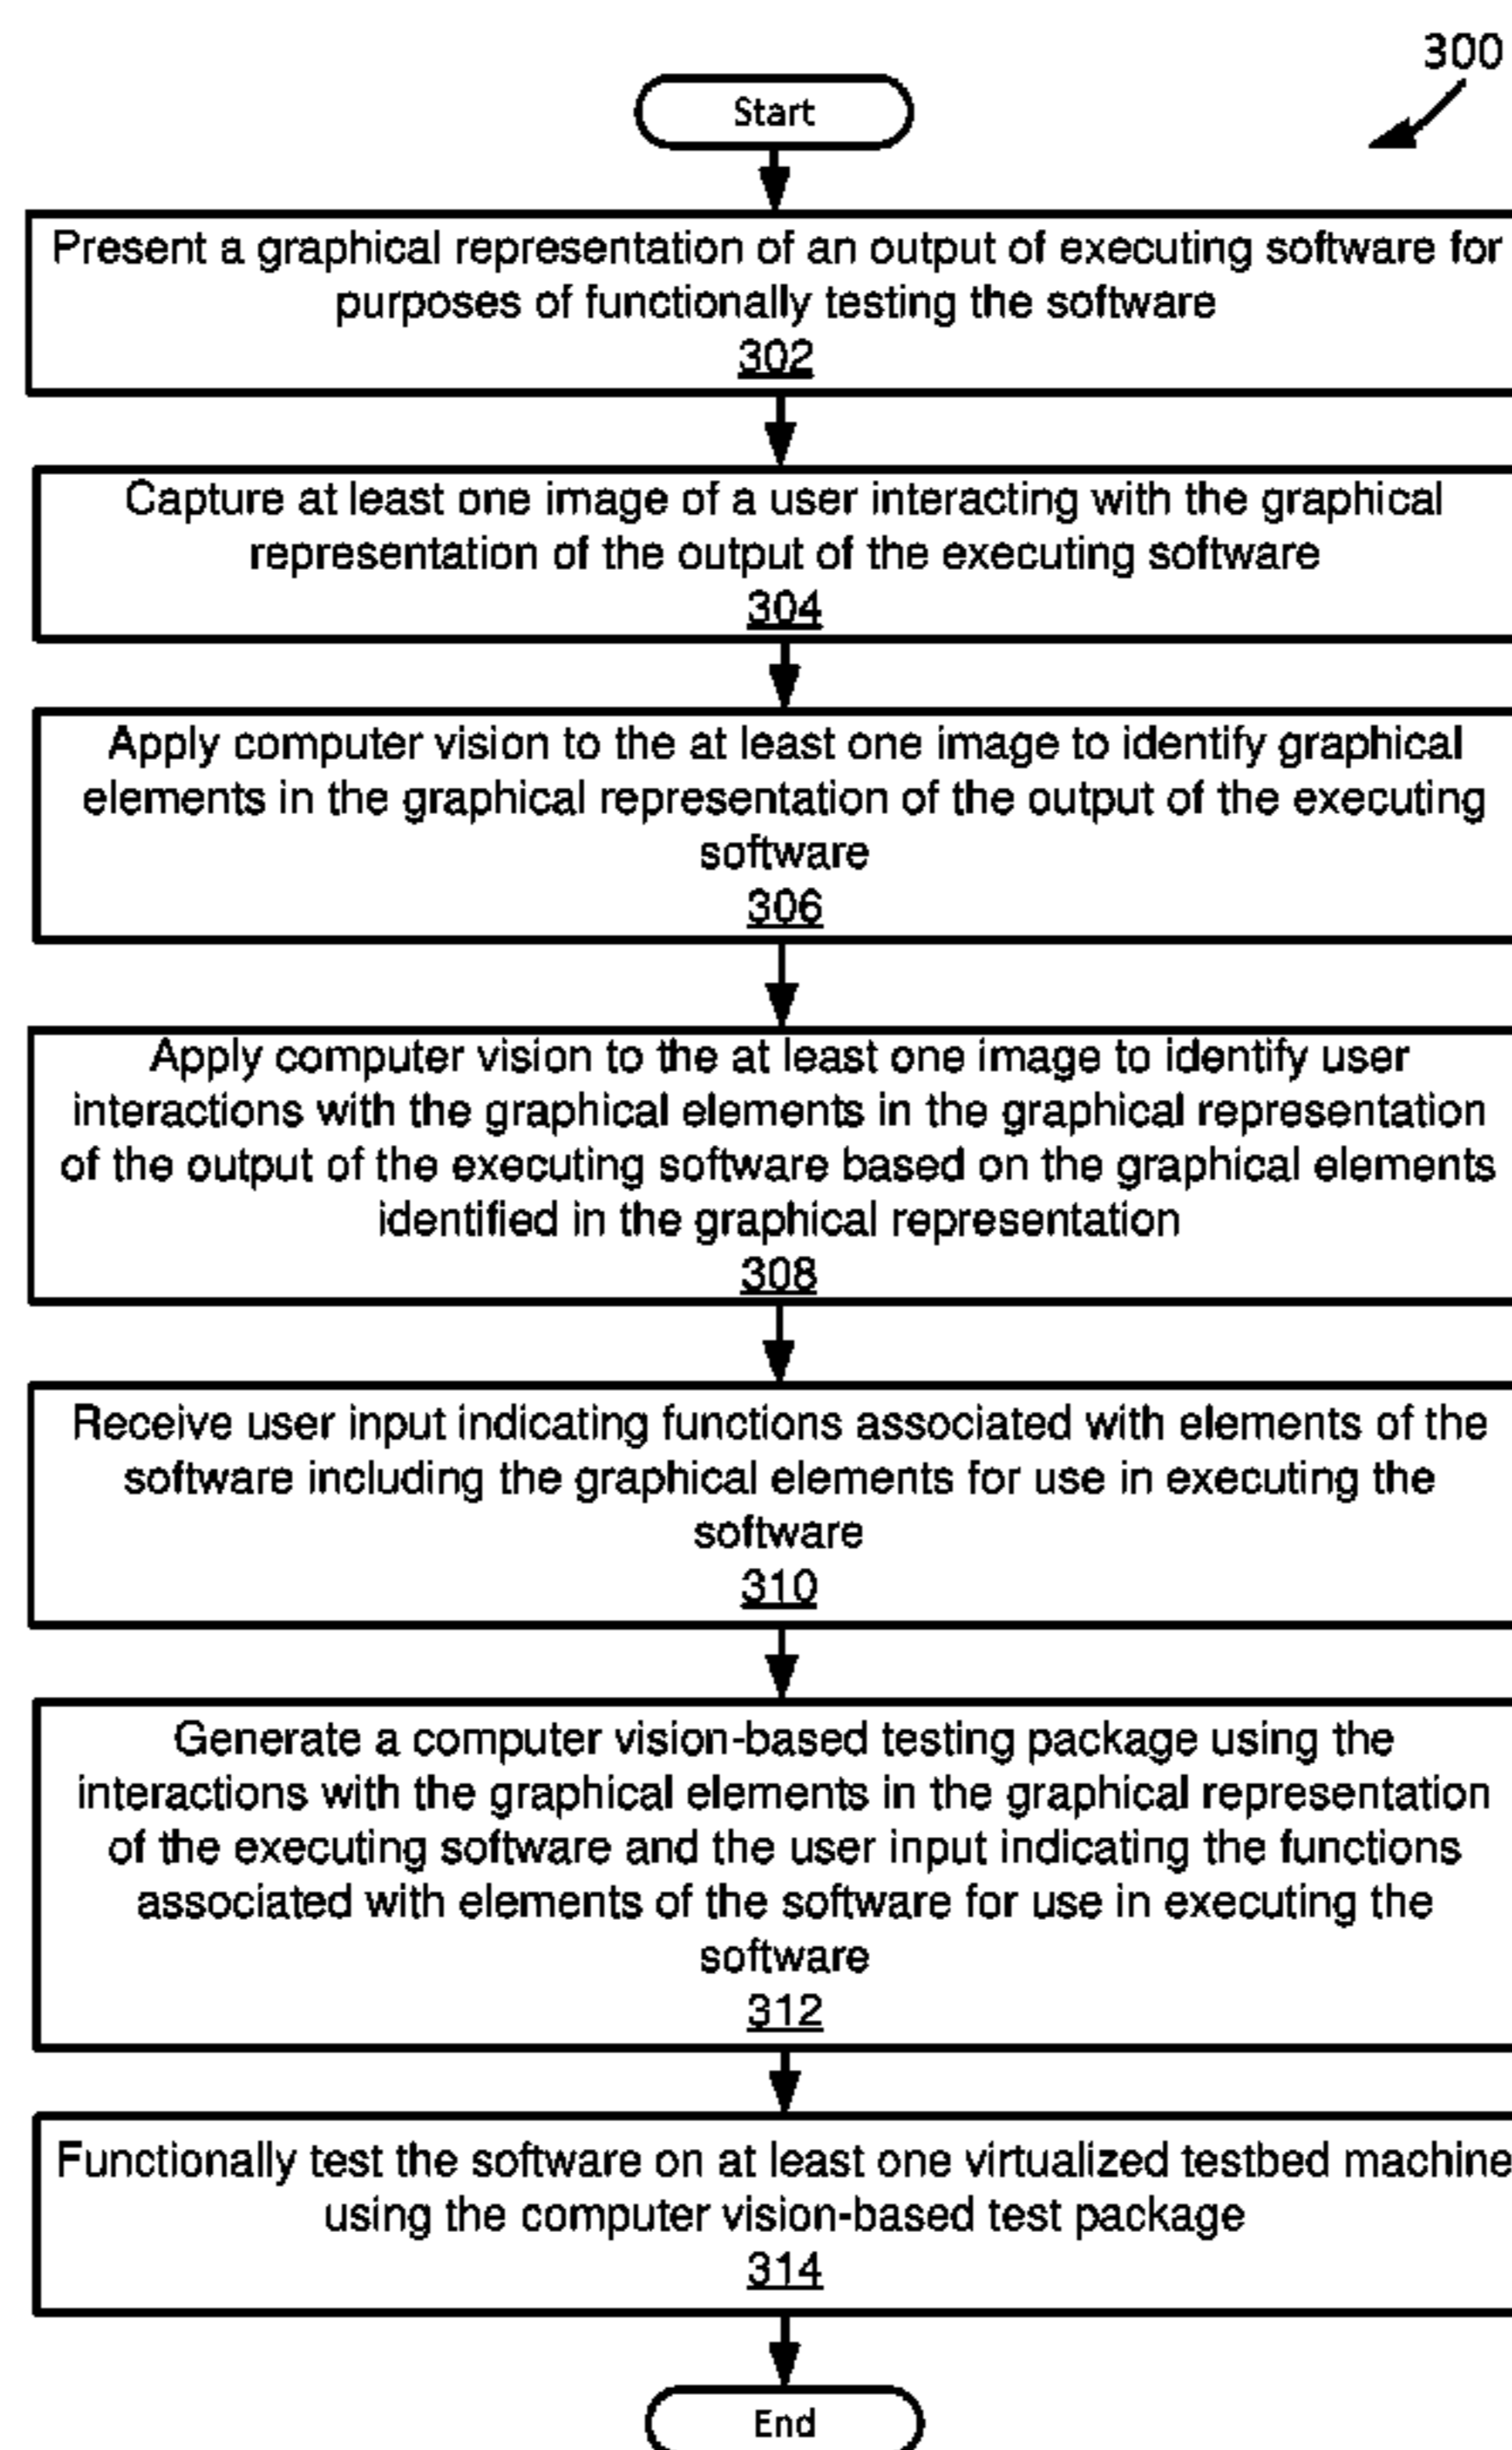 300
Start
Present a graphical representation of an output of executing software for
purposes of functionally testing the software
302
Capture at least one image of a user interacting with the graphical
representation of the output of the executing software
304
Apply computer vision to the at least one image to identify graphical
elements in the graphical representation of the output of the executing
software
306
Apply computer vision to the at least one image to identify user
interactions with the graphical elements in the graphical representation
of the output of the executing software based on the graphical elements
identified in the graphical representation
308
Receive user input indicating functions associated with elements of the
software including the graphical elements for use in executing the
software
310
Generate a computer vision-based testing package using the
interactions with the graphical elements in the graphical representation
of the executing software and the user input indicating the functions
associated with elements of the software for use in executing the
software
312
Functionally test the software on at least one virtualized testbed machine
using the computer vision-based test package
314
End